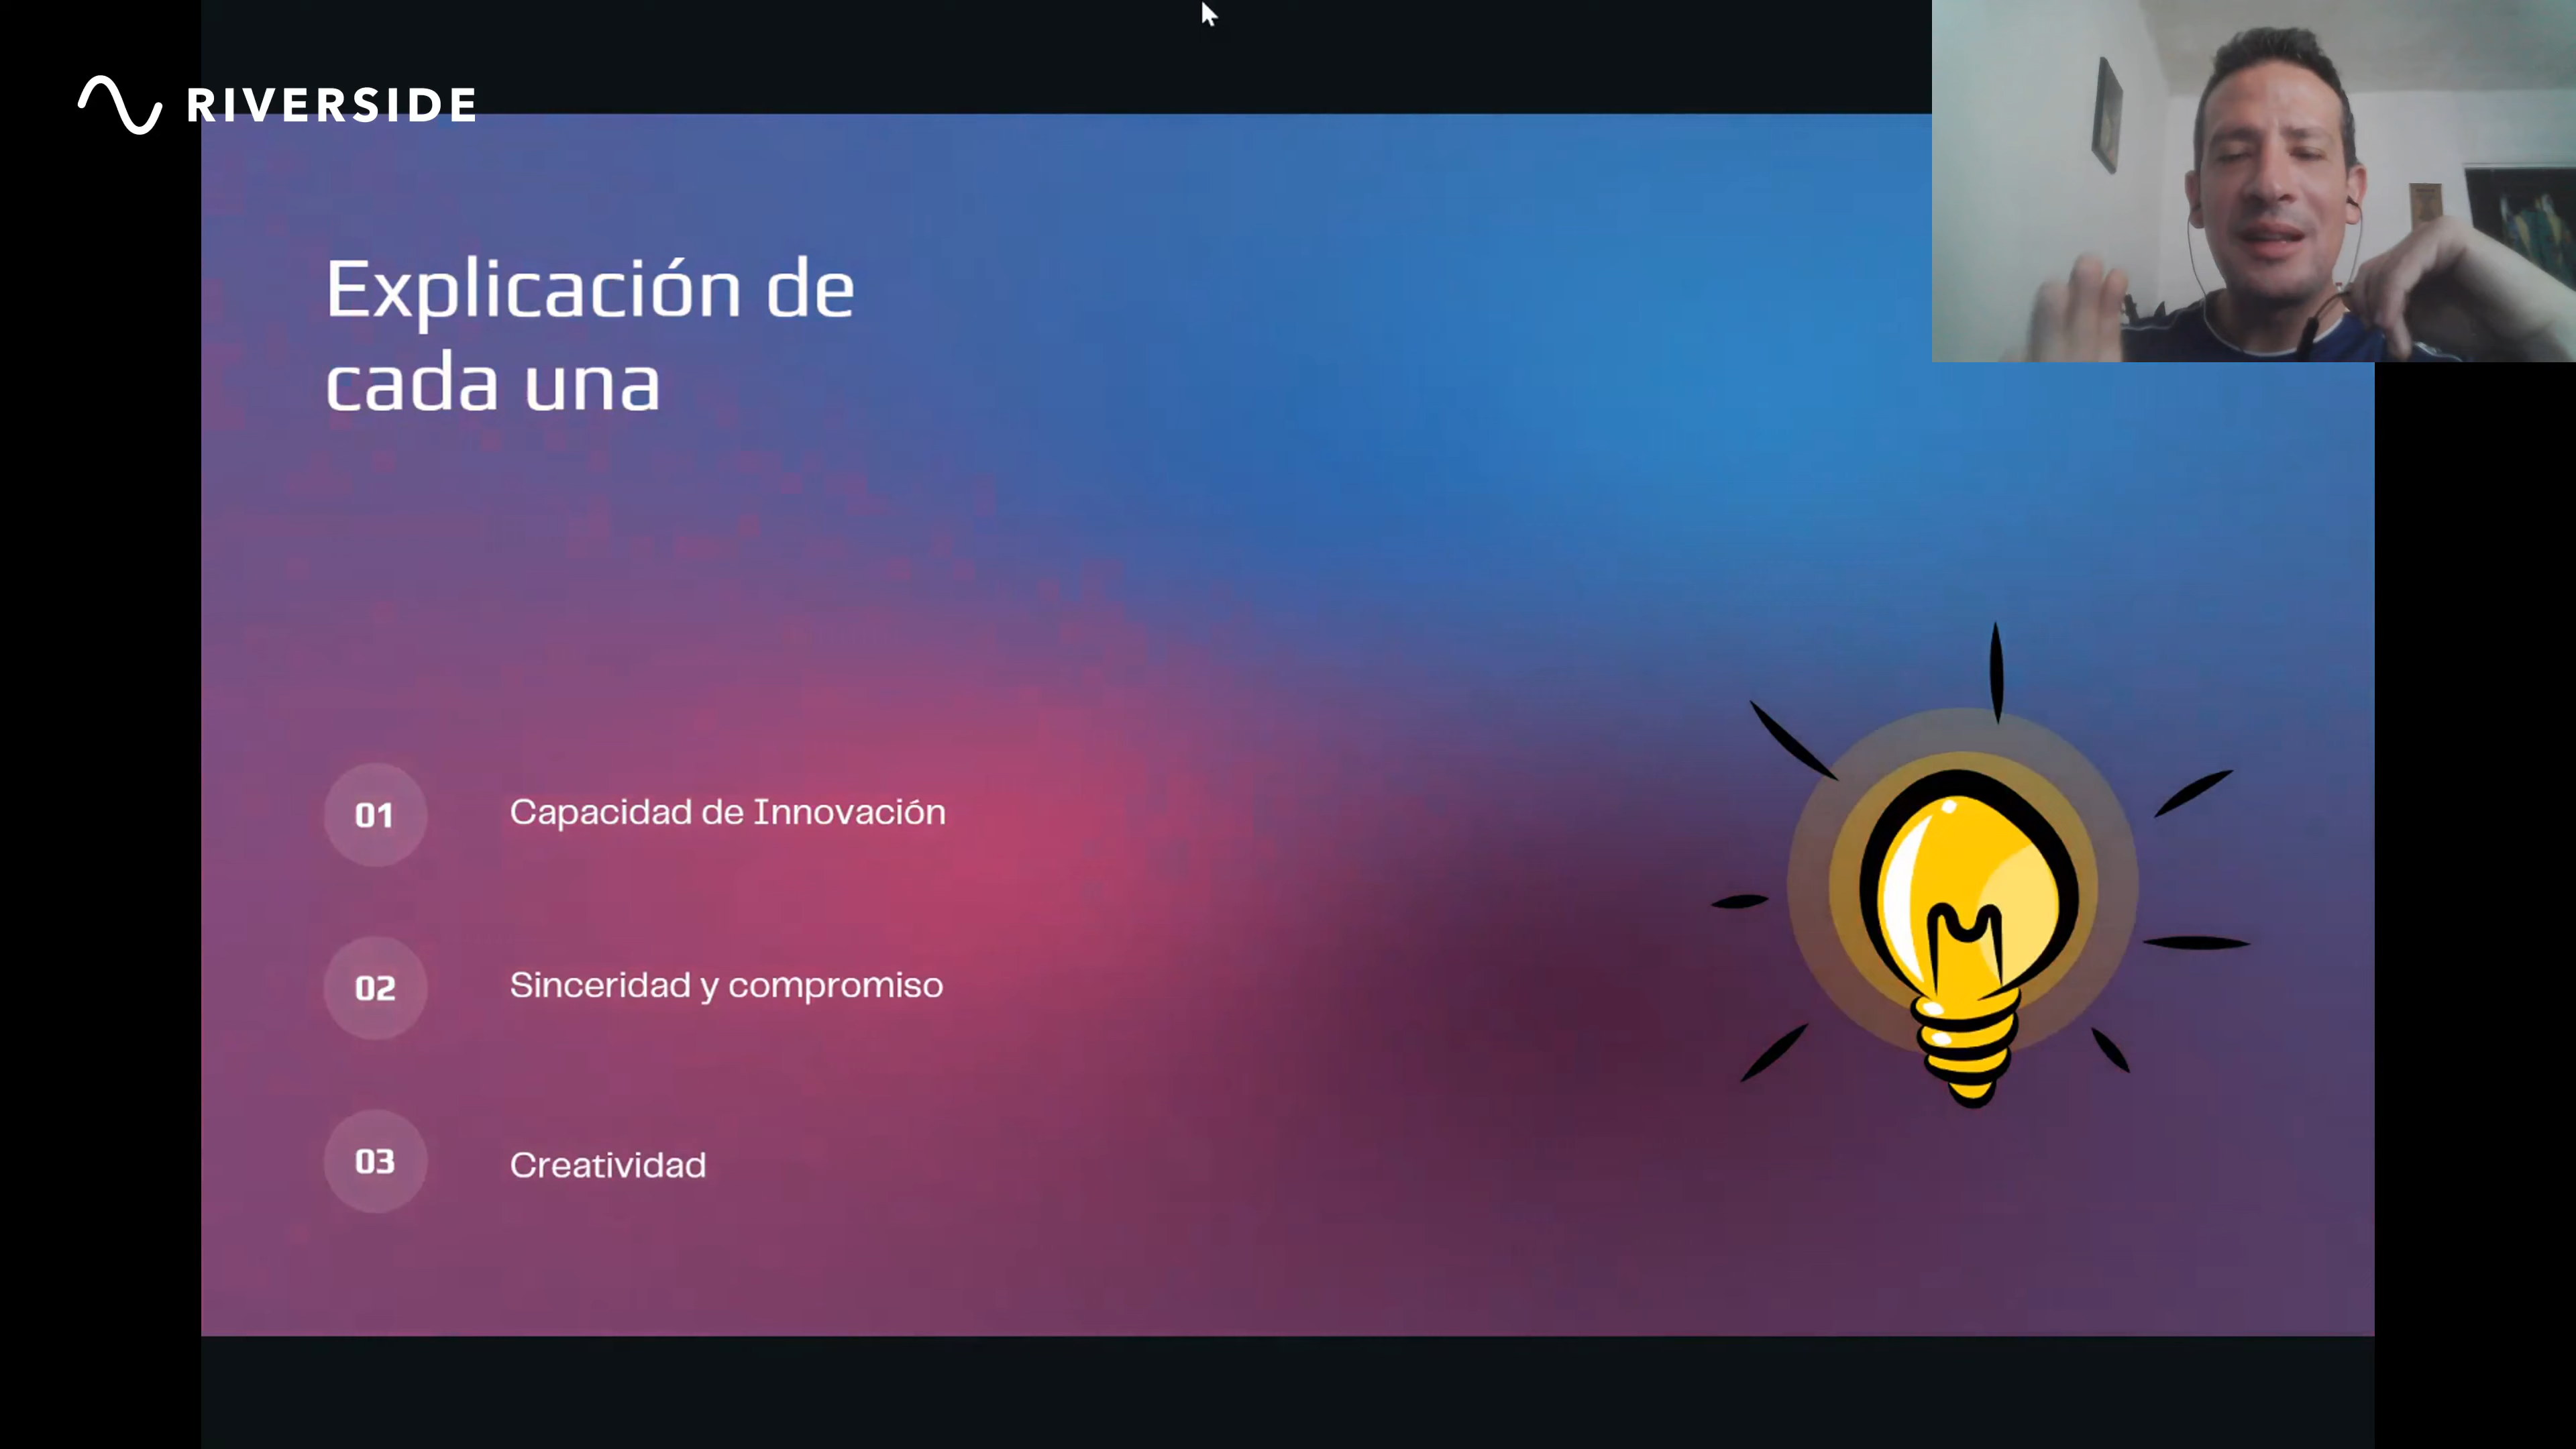 RIVERSIDE
Explicación de
cada una
01 Capacidad de Innovación
02 Sinceridad y compromiso
03 Creatividad